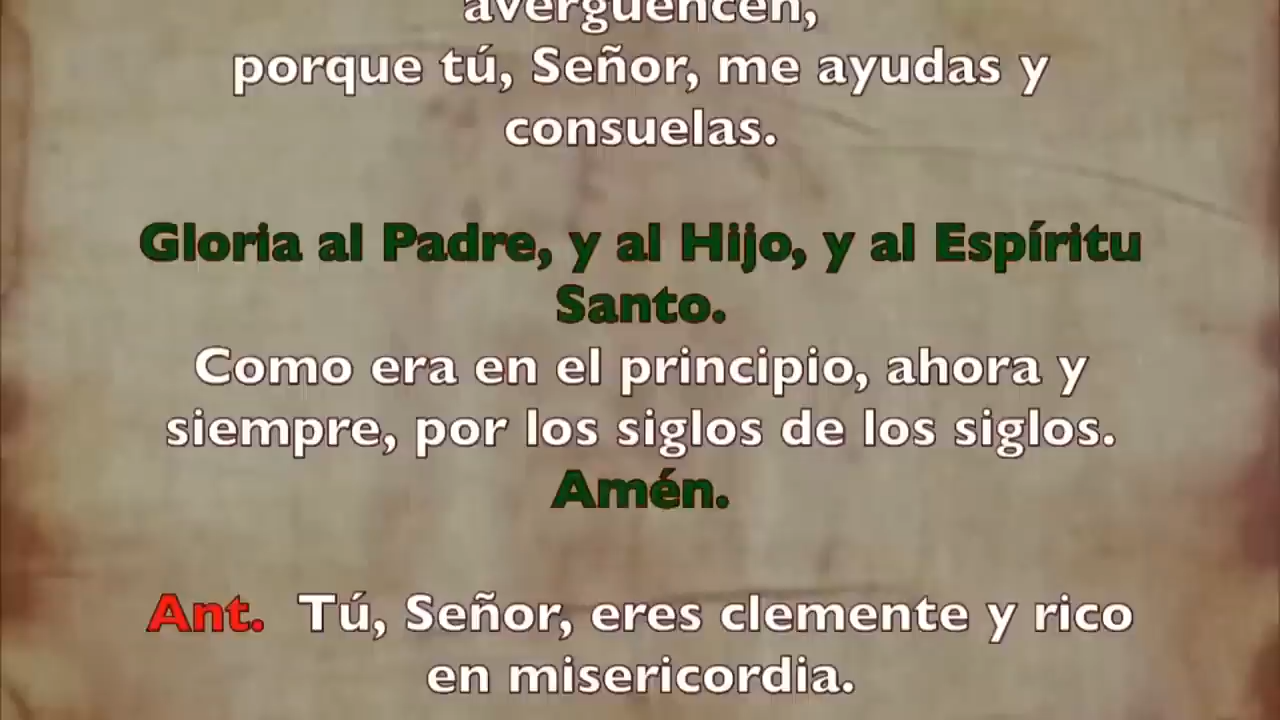 avergüencen,
porque tú, Señor, me ayudas y
consuelas.
Gloria al Padre, y al Hijo, y al Espíritu
Santo.
Como era en el principio, ahora y
siempre, por los siglos de los siglos.
Amén.
Ant. Tú, Señor, eres clemente y rico
en misericordia.